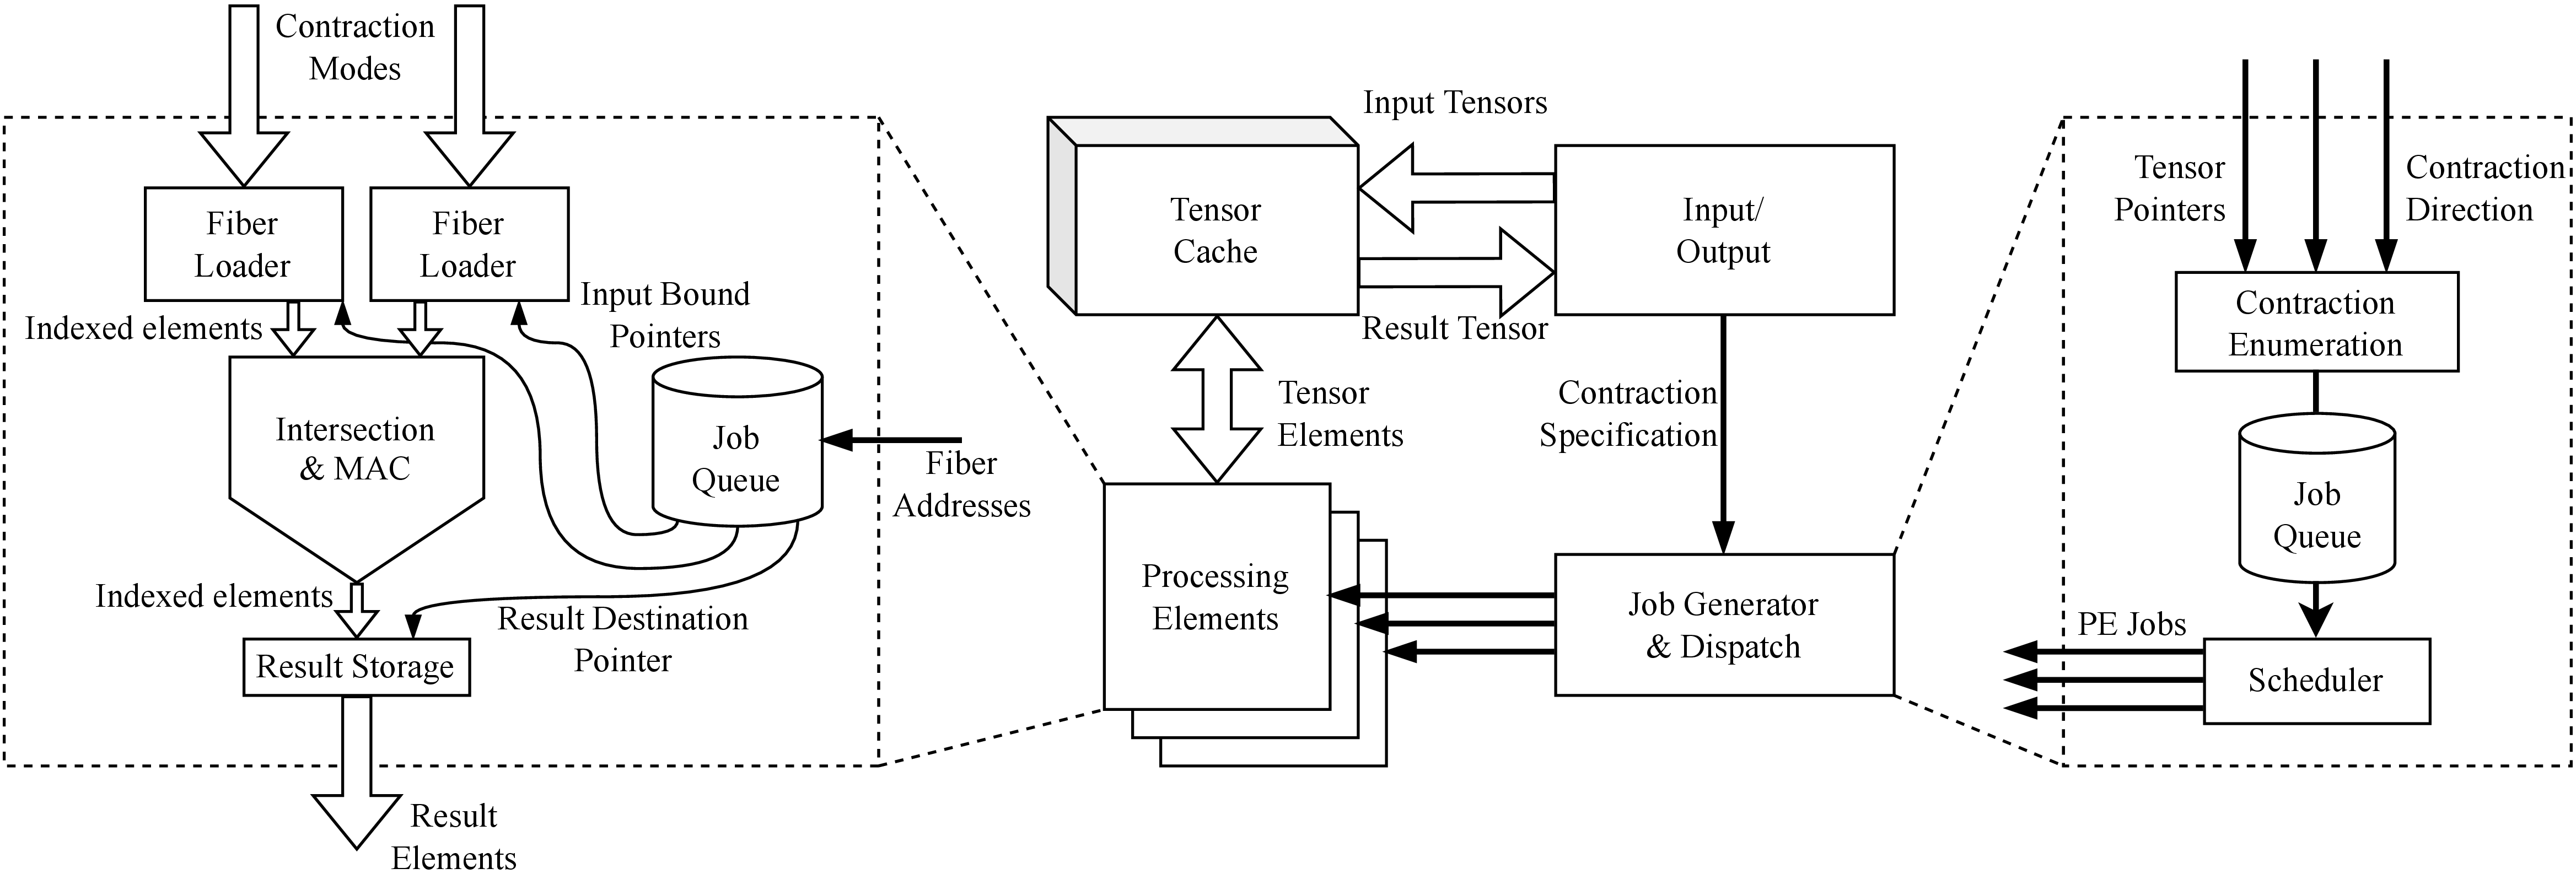 Contraction
Modes
Fiber
Loader
Fiber
Loader
Indexed elements
Input Bound
Pointers
Intersection
& MAC
Job
Queue
Fiber
Addresses
Indexed elements
Result Destination
Pointer
Result Storage
Result
Elements
Input Tensors
Tensor
Cache
Input/
Output
Result Tensor
Tensor
Elements
Contraction
Specification
Processing
Elements
Job Generator
& Dispatch
Tensor
Pointers
Contraction
Direction
Contraction
Enumeration
Job
Queue
PE Jobs
Scheduler